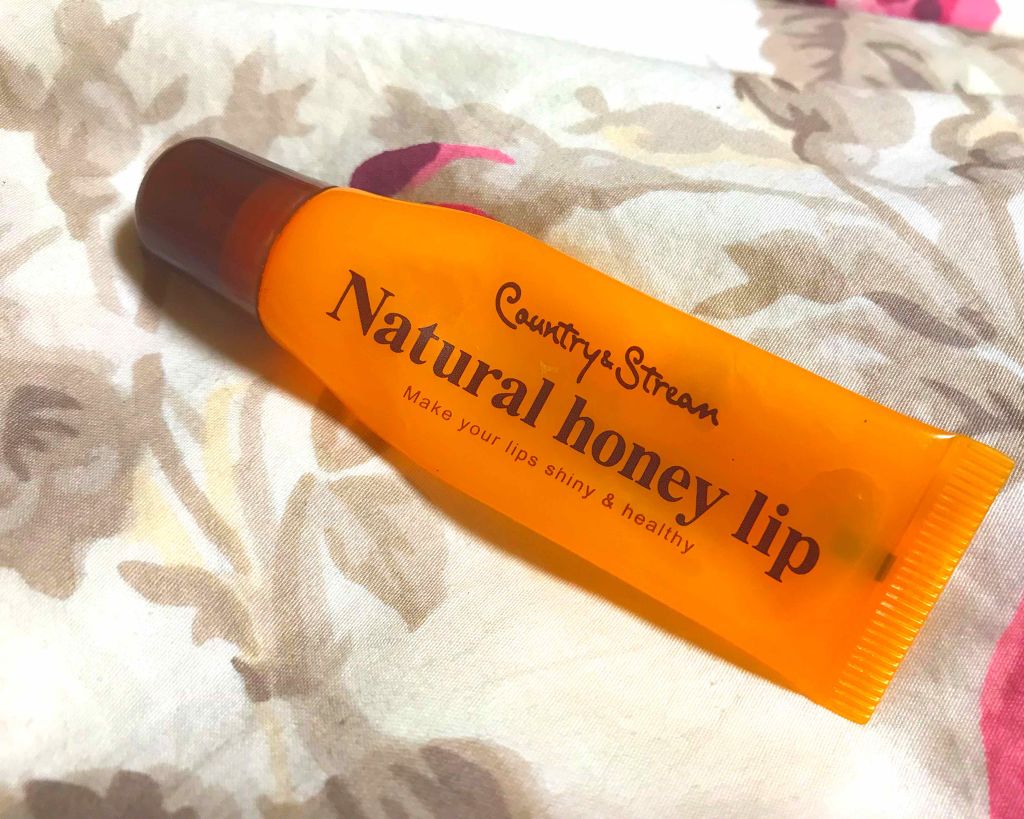 Country & Stream
Natural honey lip
Make your lips shiny & healthy